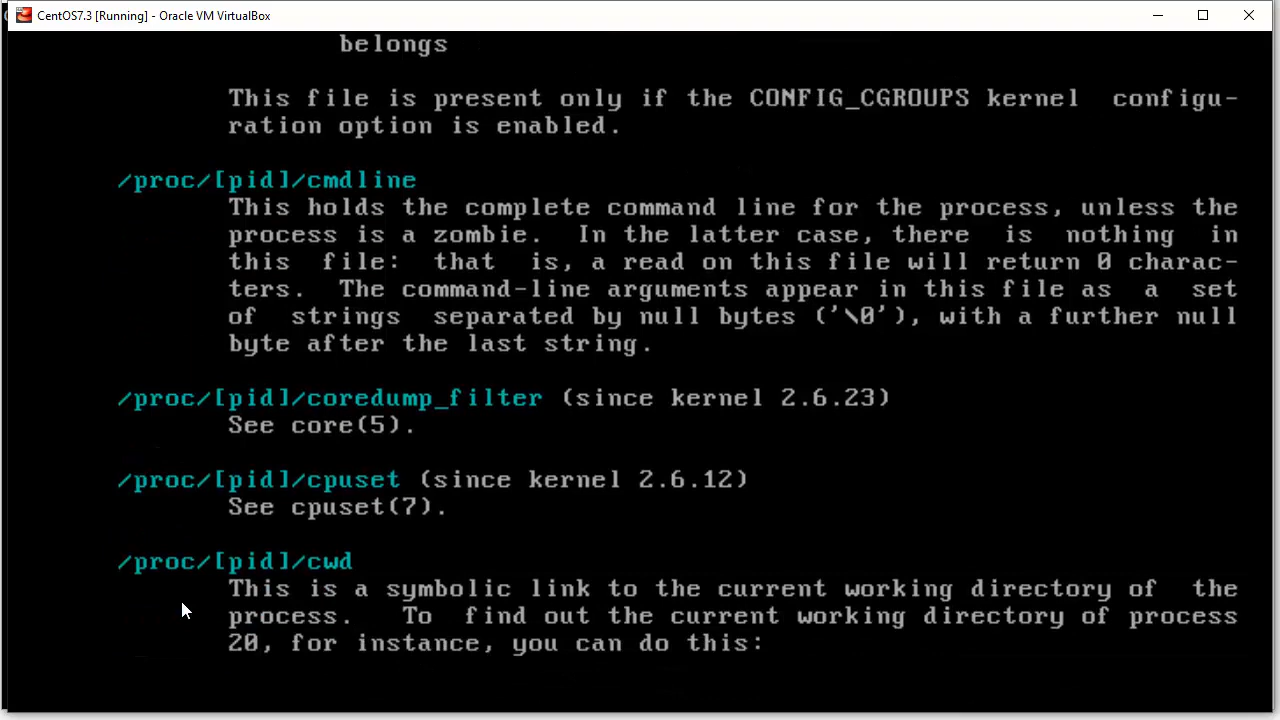 CentOS7.3 [Running] - Oracle VM VirtualBox
belongs
This file is present only if the CONFIG_CGROUPS kernel configu-
ration option is enabled.
/proc/[pid]/cmdline
This holds the complete command line for the process, unless the
process is a zombie. In the latter case, there is nothing in
this file: that is, a read on this file will return 0 charac-
ters. The command-line arguments appear in this file as a set
of strings separated by null bytes ('\0'), with a further null
byte after the last string.
/proc/[pid]/coredump_filter (since kernel 2.6.23)
See core(5).
/proc/[pid]/cpuset (since kernel 2.6.12)
See cpuset(7).
/proc/[pid]/cwd
This is a symbolic link to the current working directory of the
process. To find out the current working directory of process
20, for instance, you can do this: